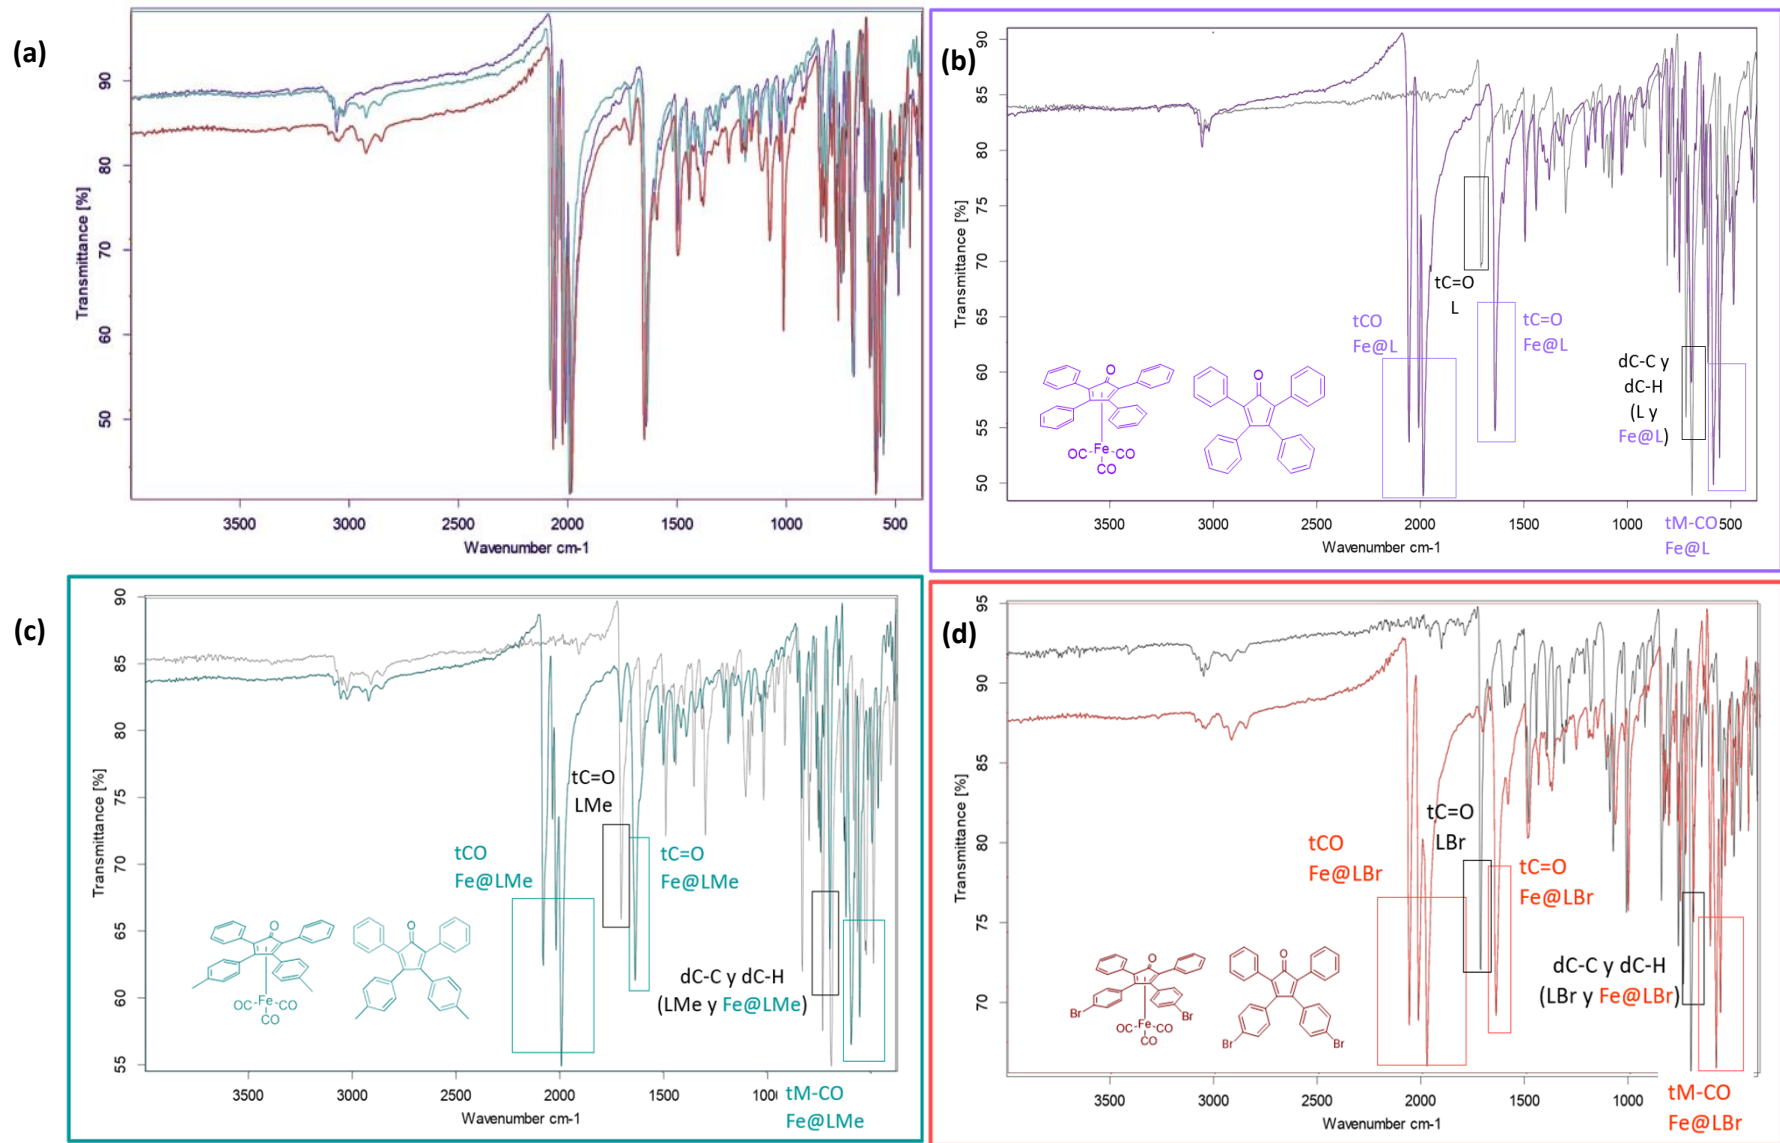 (a)
90
80
70
60
50
Transmittance [%]
3500
3000
2500
2000
1500
1000
500
Wavenumber cm-1
(b)
90
85
80
75
70
65
60
55
50
Transmittance [%]
tC=O
L
tCO
Fe@L
tC=O
Fe@L
dC-C y
dC-H
(L y
Fe@L)
O
O
Fe
OC
CO
CO
tM-CO
Fe@L
3500
3000
2500
2000
1500
1000
500
Wavenumber cm-1
(c)
90
85
80
75
70
65
60
55
Transmittance [%]
tC=O
LMe
tCO
Fe@LMe
tC=O
Fe@LMe
dC-C y dC-H
(LMe y Fe@LMe)
O
O
Fe
OC
CO
CO
tM-CO
Fe@LMe
3500
3000
2500
2000
1500
Wavenumber cm-1
(d)
95
90
85
80
75
70
Transmittance [%]
tC=O
LBr
tCO
Fe@LBr
tC=O
Fe@LBr
dC-C y dC-H
(LBr y Fe@LBr)
O
O
Br
Br
Fe
OC
CO
CO
Br
Br
tM-CO
Fe@LBr
3500
3000
2500
2000
1500
1000
Wavenumber cm-1